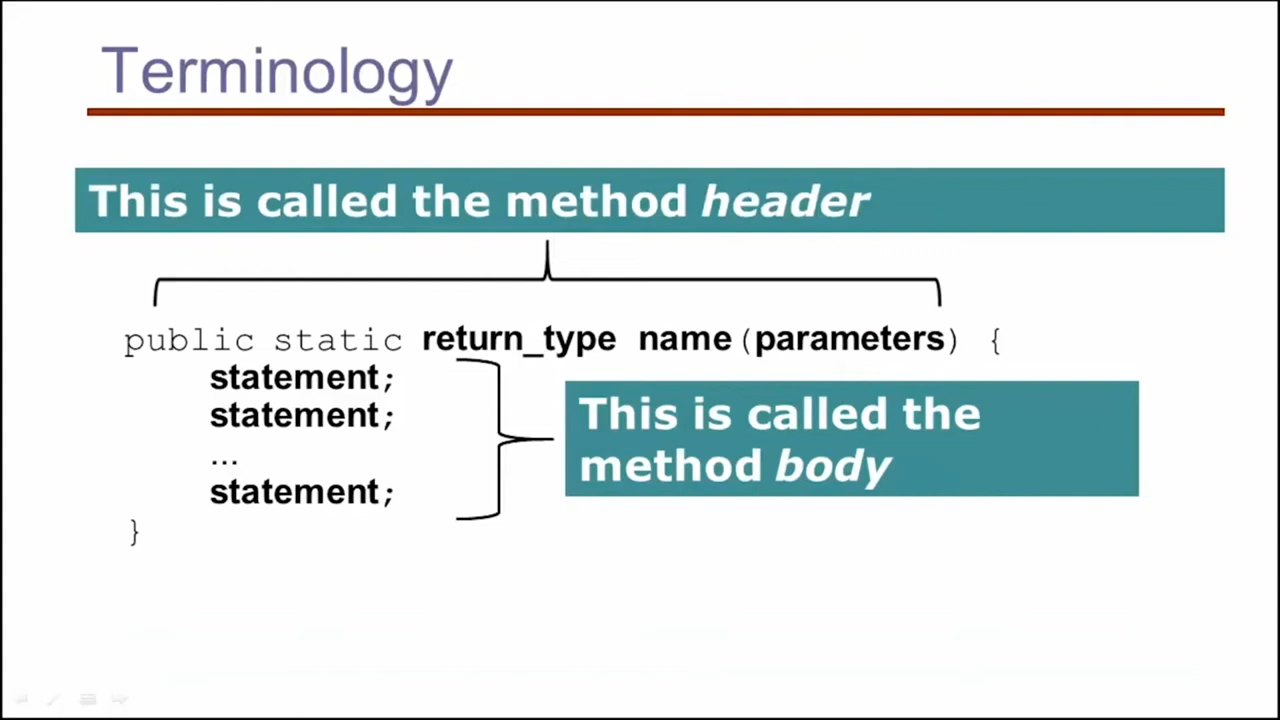 Terminology
This is called the method header
public static return_type name(parameters) {
statement;
statement;
...
statement;
}
This is called the
method body